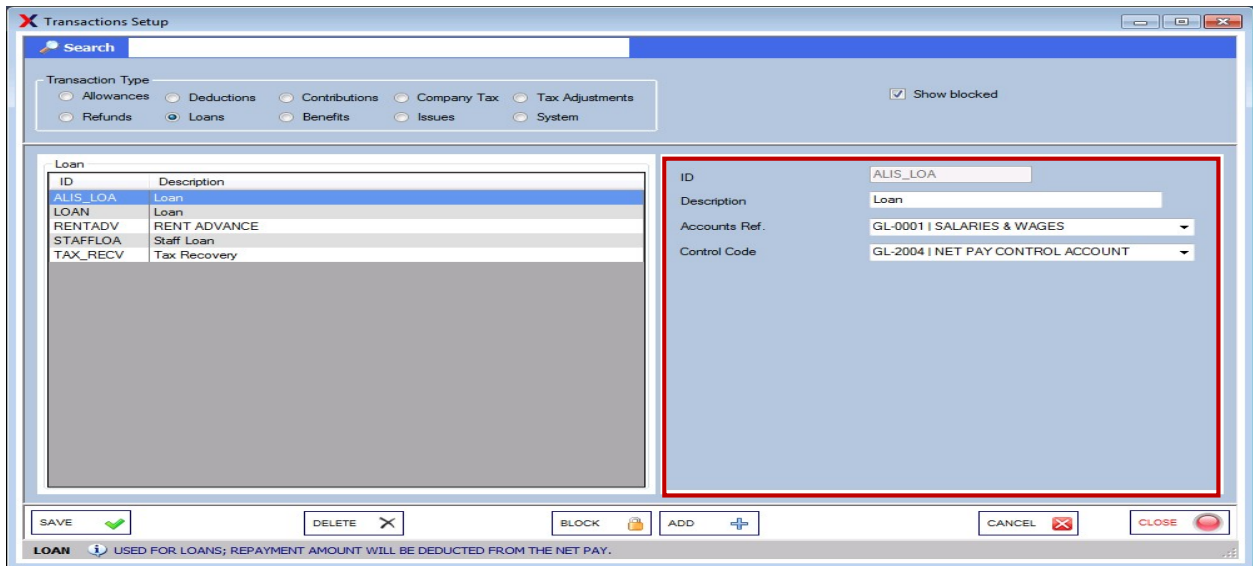 Transactions Setup
Search
Transaction Type
Allowances Deductions Contributions Company Tax Tax Adjustments
Show blocked
Refunds Loans Benefits Issues System
Loan
ID Description
ALIS_LOA Loan
LOAN Loan
RENTADV RENT ADVANCE
STAFFLOA Staff Loan
TAX_RECV Tax Recovery
ID ALIS_LOA
Description Loan
Accounts Ref. GL-0001 | SALARIES & WAGES
Control Code GL-2004 | NET PAY CONTROL ACCOUNT
SAVE DELETE BLOCK ADD CANCEL CLOSE
LOAN USED FOR LOANS; REPAYMENT AMOUNT WILL BE DEDUCTED FROM THE NET PAY.